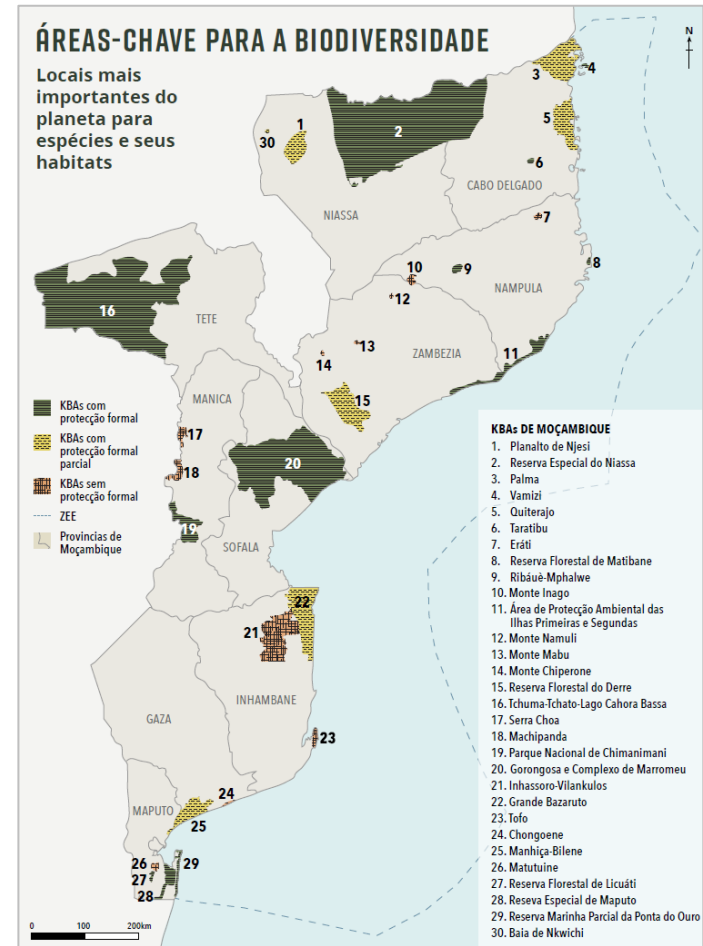 ÁREAS-CHAVE PARA A BIODIVERSIDADE
Locais mais
importantes do
planeta para
espécies e seus
habitats
N
3
4
1
30
2
5
6
CABO DELGADO
NIASSA
7
8
10
9
NAMPULA
12
16
TETE
13
14
ZAMBEZIA
11
15
MANICA
KBAs com
protecção formal
KBAs com
protecção formal
parcial
KBAs sem
protecção formal
ZEE
Provincias de
Moçambique
17
18
20
19
SOFALA
22
21
INHAMBANE
GAZA
23
24
MAPUTO
25
26
29
27
28
0 100 200km
KBAs DE MOÇAMBIQUE
1. Planalto de Njesi
2. Reserva Especial do Niassa
3. Palma
4. Vamizi
5. Quiterajo
6. Taratibu
7. Eráti
8. Reserva Florestal de Matibane
9. Ribáuè-Mphalwe
10. Monte Inago
11. Área de Protecção Ambiental das
Ilhas Primeiras e Segundas
12. Monte Namuli
13. Monte Mabu
14. Monte Chiperone
15. Reserva Florestal do Derre
16. Tchuma-Tchato-Lago Cahora Bassa
17. Serra Choa
18. Machipanda
19. Parque Nacional de Chimanimani
20. Gorongosa e Complexo de Marromeu
21. Inhassoro-Vilankulos
22. Grande Bazaruto
23. Tofo
24. Chongoene
25. Manhiça-Bilene
26. Matutuine
27. Reserva Florestal de Licuáti
28. Reseva Especial de Maputo
29. Reserva Marinha Parcial da Ponta do Ouro
30. Baia de Nkwichi